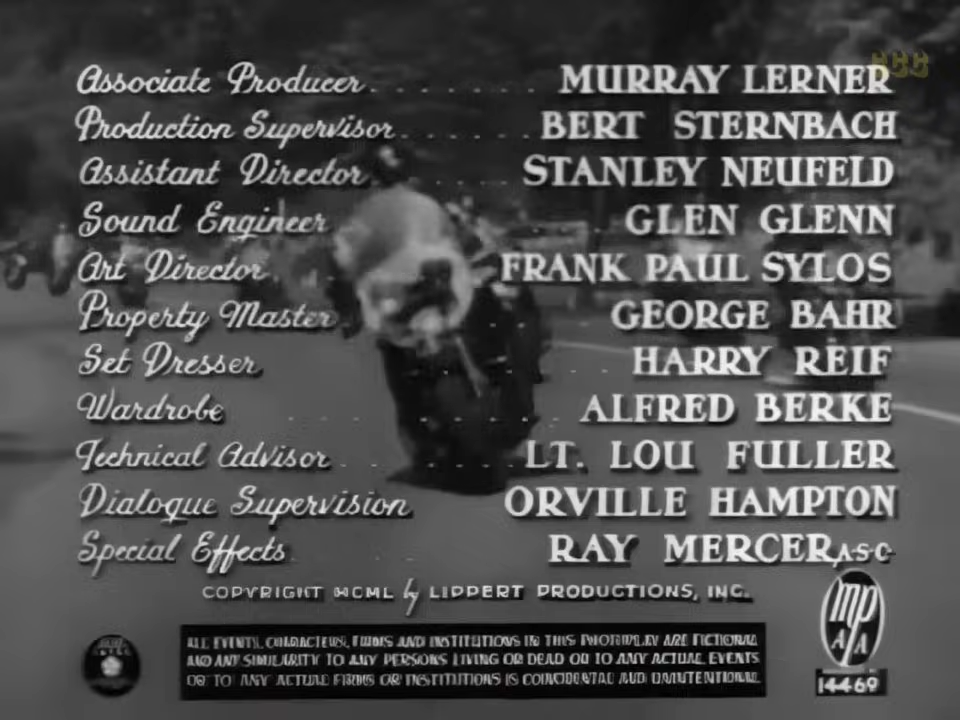 Associate Producer. . . . . . . . MURRAY LERNER
Production Supervisor. . . . . . BERT STERNBACH
Assistant Director. . . . . STANLEY NEUFELD
Sound Engineer . GLEN GLENN
Art Director. . FRANK PAUL SYLOS
Property Master . . GEORGE BAHR
Set Dresser . . . . . HARRY REIF
Wardrobe . . . . . . . ALFRED BERKE
Technical Advisor. . . . . . LT. LOU FULLER
Dialogue Supervision ORVILLE HAMPTON
Special Effects . RAY MERCER, A·S·C·
COPYRIGHT MCML by LIPPERT PRODUCTIONS, INC.
ALL EVENTS, CHARACTERS, FIRMS AND INSTITUTIONS IN THIS PHOTOPLAY ARE FICTIONAL
AND ANY SIMILARITY TO ANY PERSONS LIVING OR DEAD OR TO ANY ACTUAL EVENTS
OR TO ANY ACTUAL FIRMS OR INSTITUTIONS IS COINCIDENTAL AND UNINTENTIONAL.
MP
AA
14469